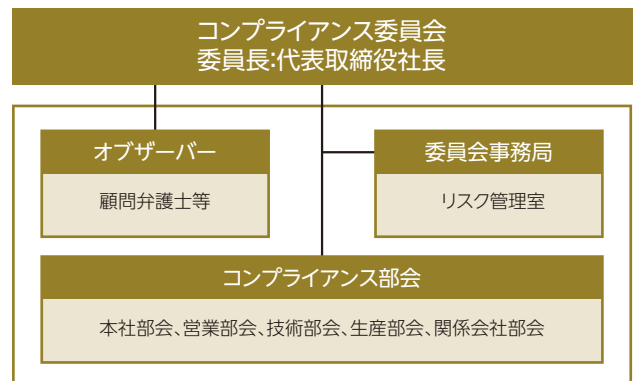 コンプライアンス委員会
委員長:代表取締役社長
オブザーバー
顧問弁護士等
委員会事務局
リスク管理室
コンプライアンス部会
本社部会、営業部会、技術部会、生産部会、関係会社部会